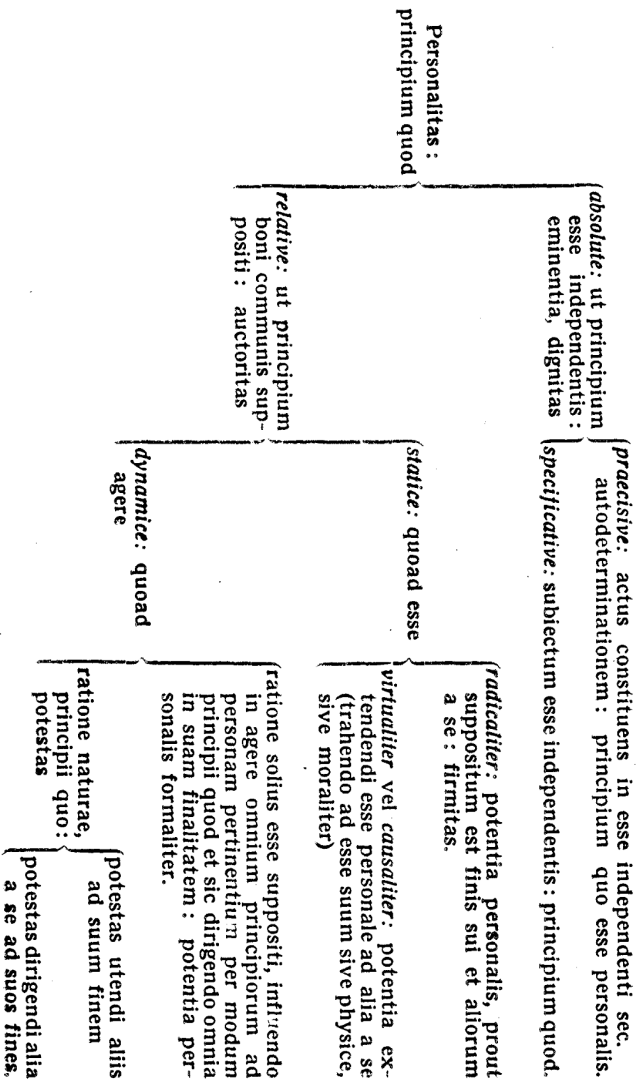 Personalitas :
principium quod
absolute: ut principium
esse independentis :
eminentia, dignitas
praecisive: actus constituens in esse independenti sec.
autodeterminationem : principium quo esse personalis.
specificative: subiectum esse independentis : principium quod.
relative: ut principium
boni communis sup-
positi : auctoritas
statice: quoad esse
radicaliter: potentia personalis, prout
suppositum est finis sui et aliorum
a se : firmitas.
virtualiter vel causaliter: potentia ex-
tendendi esse personale ad alia a se
(trahendo ad esse suum sive physice,
sive moraliter)
dynamice: quoad
agere
ratione solius esse suppositi, influendo
in agere omnium principiorum ad
personam pertinentium per modum
principii quod et sic dirigendo omnia
in suam finalitatem : potentia per-
sonalis formaliter.
ratione naturae,
principii quo :
potestas
potestas utendi aliis
ad suum finem
potestas dirigendi alia
a se ad suos fines.